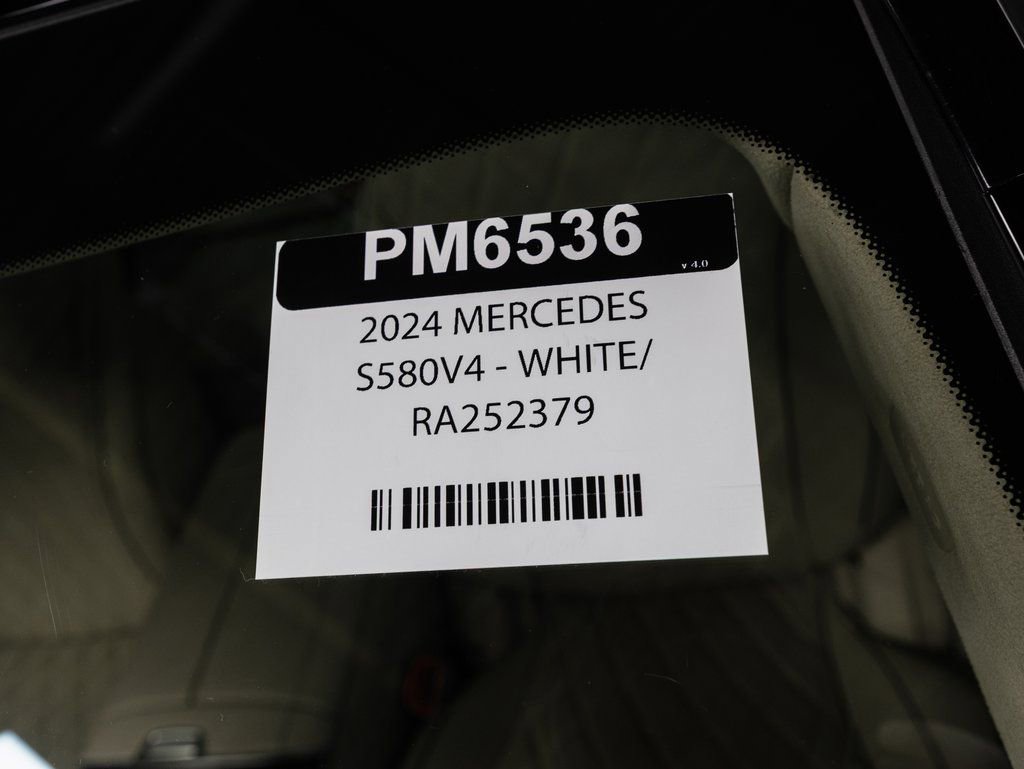 PM6536
v 4.0
2024 MERCEDES
S580V4 - WHITE/
RA252379